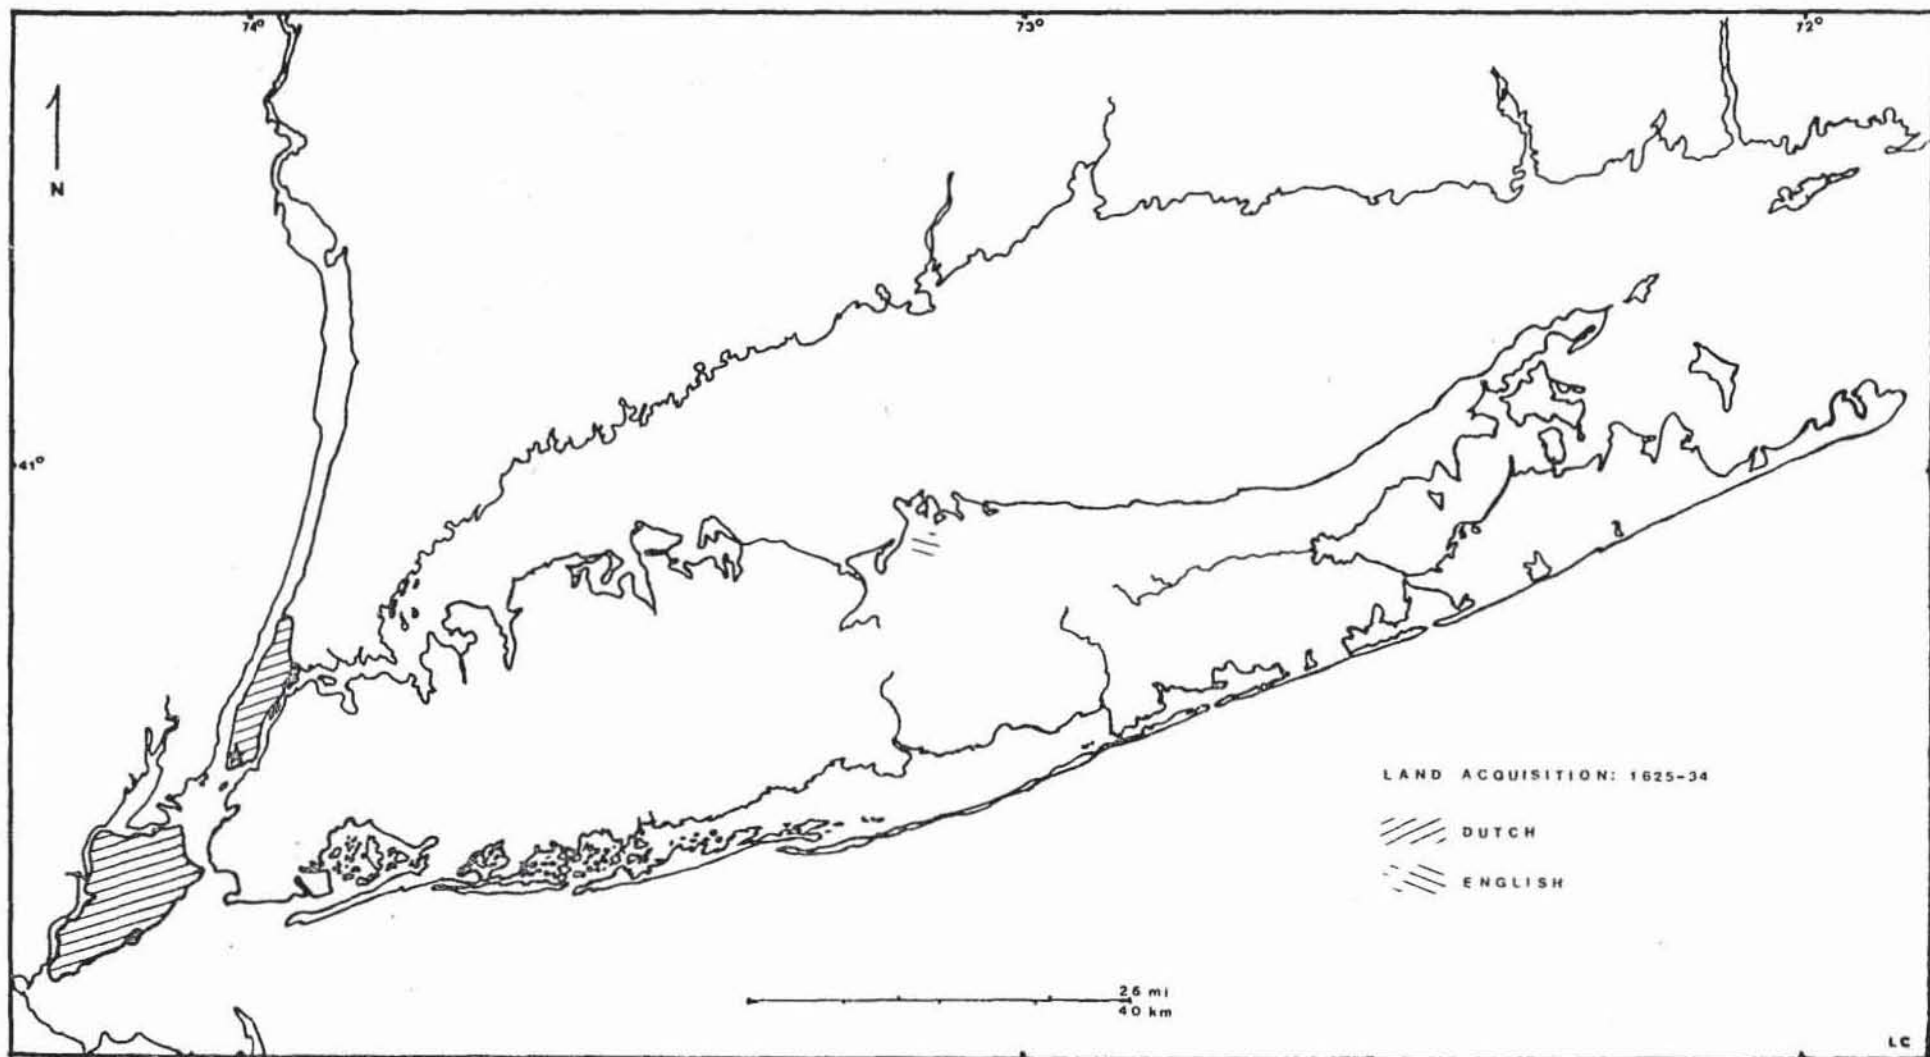 74°
73°
72°
N
41°
LAND ACQUISITION: 1625-34
DUTCH
ENGLISH
26 mi
40 km
LC